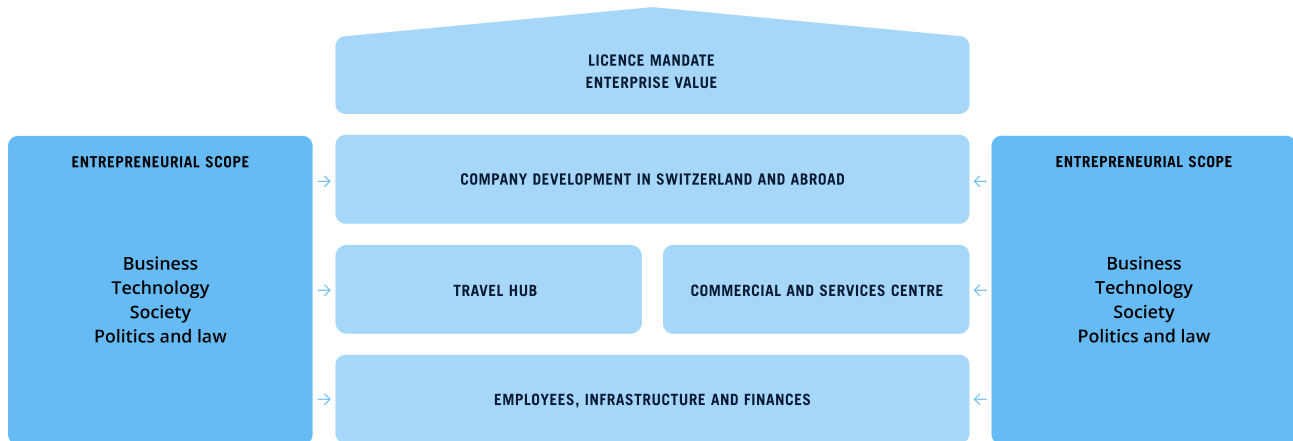 LICENCE MANDATE
ENTERPRISE VALUE
ENTREPRENEURIAL SCOPE
Business
Technology
Society
Politics and law
COMPANY DEVELOPMENT IN SWITZERLAND AND ABROAD
TRAVEL HUB
COMMERCIAL AND SERVICES CENTRE
EMPLOYEES, INFRASTRUCTURE AND FINANCES
ENTREPRENEURIAL SCOPE
Business
Technology
Society
Politics and law